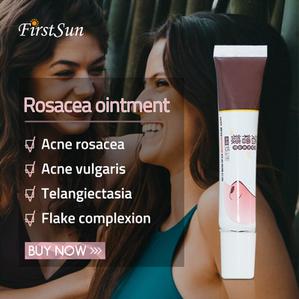 FirstSun
Rosacea ointment
Acne rosacea
Acne vulgaris
Telangiectasia
Flake complexion
BUY NOW